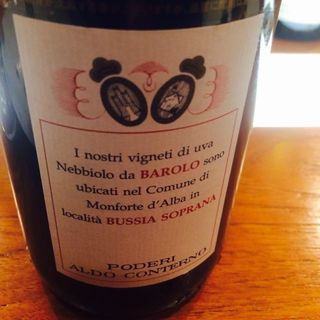 I nostri vigneti di uva
Nebbiolo da BAROLO sono
ubicati nel Comune di
Monforte d'Alba in
località BUSSIA SOPRANA
PODERI
ALDO CONTERNO